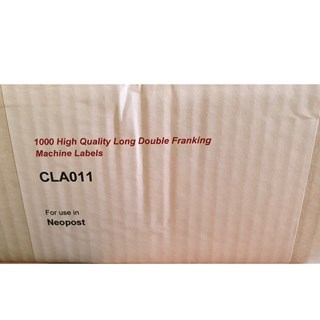 1000 High Quality Long Double Franking
Machine Labels
CLA011
For use in
Neopost